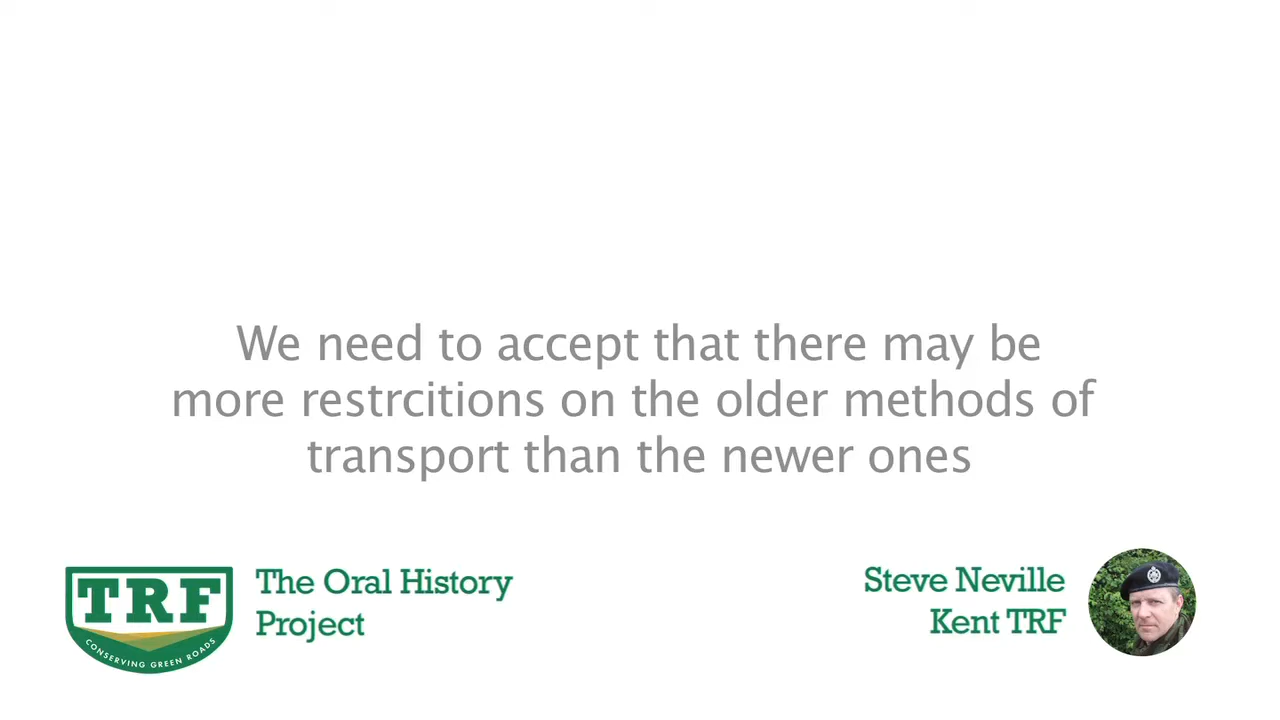 We need to accept that there may be
more restrcitions on the older methods of
transport than the newer ones
TRF
CONSERVING GREEN ROADS
The Oral History
Project
Steve Neville
Kent TRF